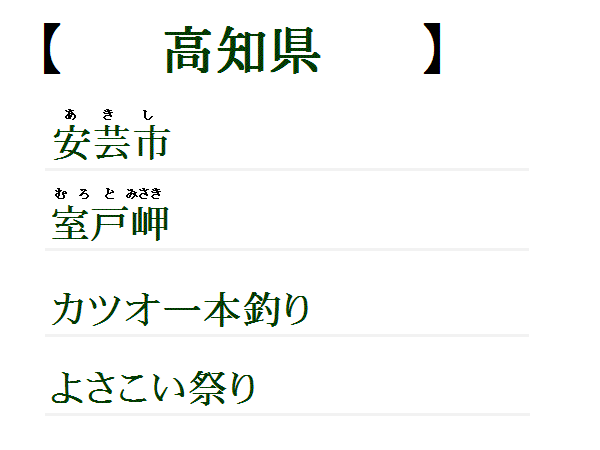 【　高知県　】
あきし
安芸市
むろとみさき
室戸岬
カツオ一本釣り
よさこい祭り